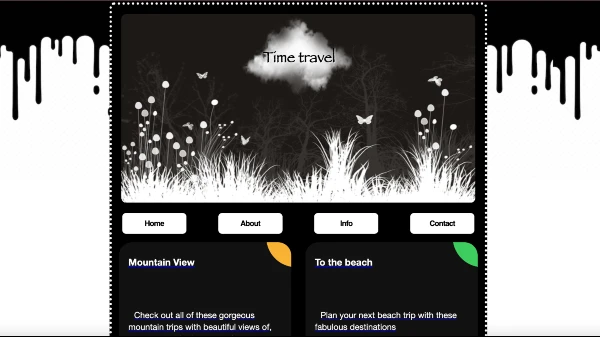 Time travel
Home
About
Info
Contact
Mountain View
To the beach
Check out all of these gorgeous
mountain trips with beautiful views of,
Plan your next beach trip with these
fabulous destinations